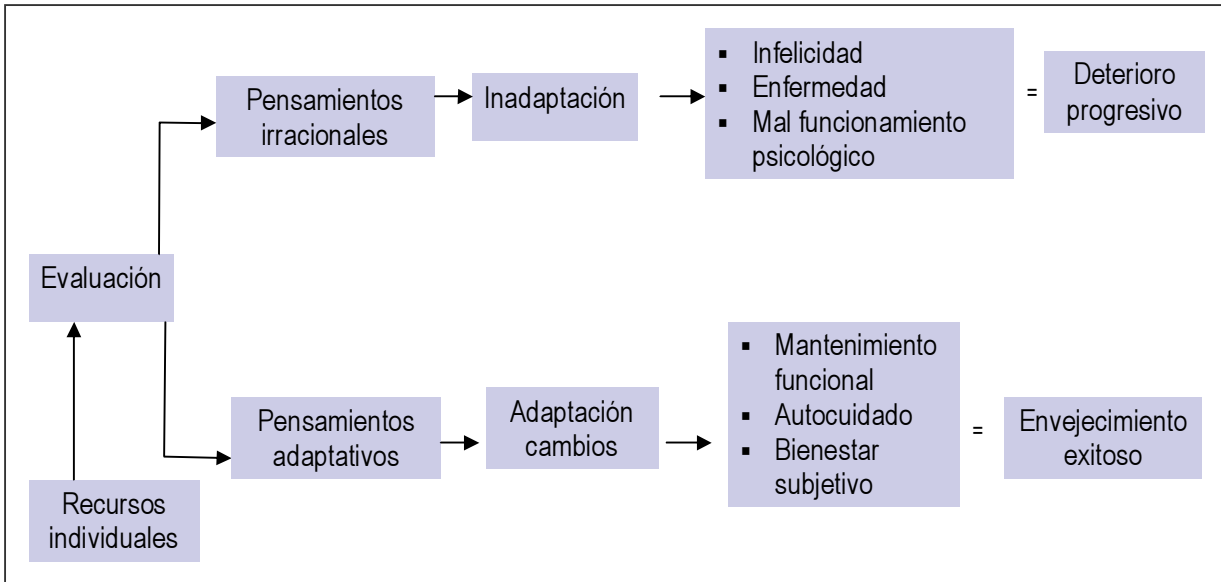 Pensamientos
irracionales
Inadaptación
▪ Infelicidad
▪ Enfermedad
▪ Mal funcionamiento
psicológico
=
Deterioro
progresivo
Evaluación
Recursos
individuales
Pensamientos
adaptativos
Adaptación
cambios
▪ Mantenimiento
funcional
▪ Autocuidado
▪ Bienestar
subjetivo
=
Envejecimiento
exitoso